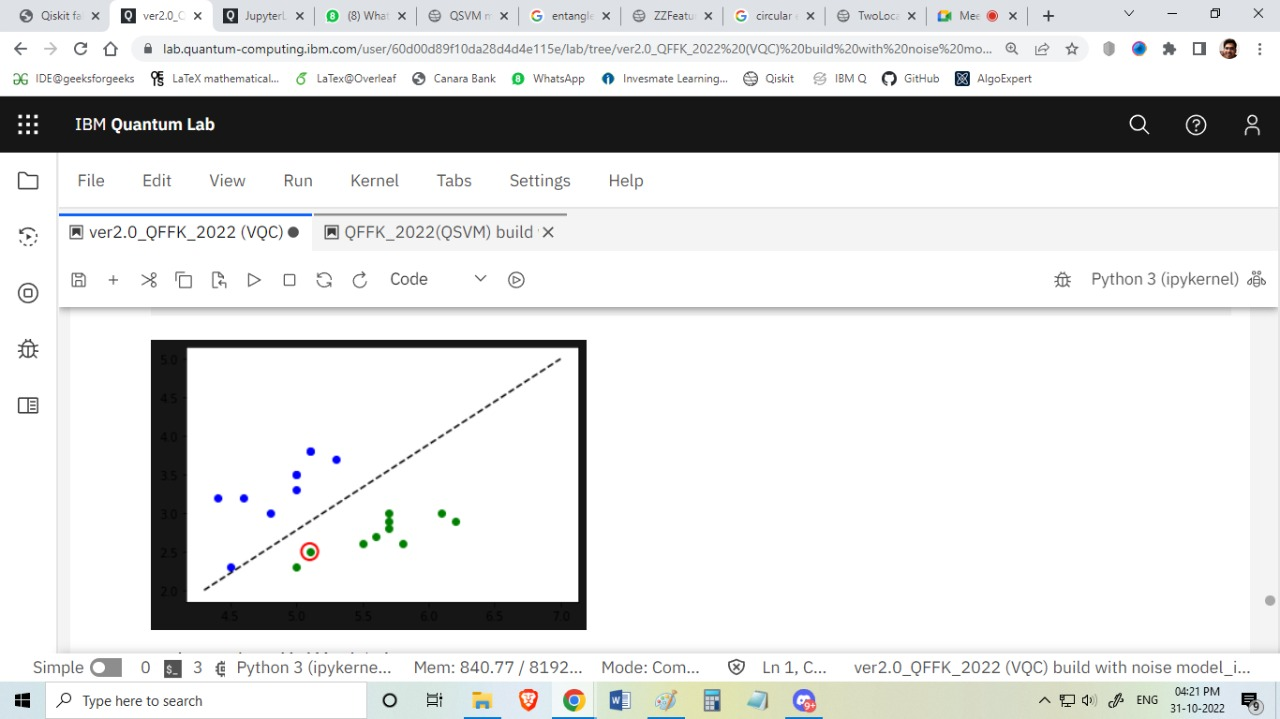 Qiskit fa
ver2.0_C
JupyterL
(8) What
QSVM n
entangle
ZZFeatu
circular
TwoLoca
Mee
lab.quantum-computing.ibm.com/user/60d00d89f10da28d4d4e115e/lab/tree/ver2.0_QFFK_2022%20(VQC)%20build%20with%20noise%20mo...
IDE@geeksforgeeks
LaTeX mathematical...
LaTeX@Overleaf
Canara Bank
WhatsApp
Invesmate Learning...
Qiskit
IBM Q
GitHub
AlgoExpert
IBM Quantum Lab
File Edit View Run Kernel Tabs Settings Help
ver2.0_QFFK_2022 (VQC)
QFFK_2022(QSVM) build
Code
Python 3 (ipykernel)
5.0
4.5
4.0
3.5
3.0
2.5
2.0
4.5 5.0 5.5 6.0 6.5 7.0
Simple 0 3 Python 3 (ipykerne... Mem: 840.77 / 8192... Mode: Com... Ln 1, C... ver2.0_QFFK_2022 (VQC) build with noise model_i...
Type here to search
9+
ENG
04:21 PM
31-10-2022
9